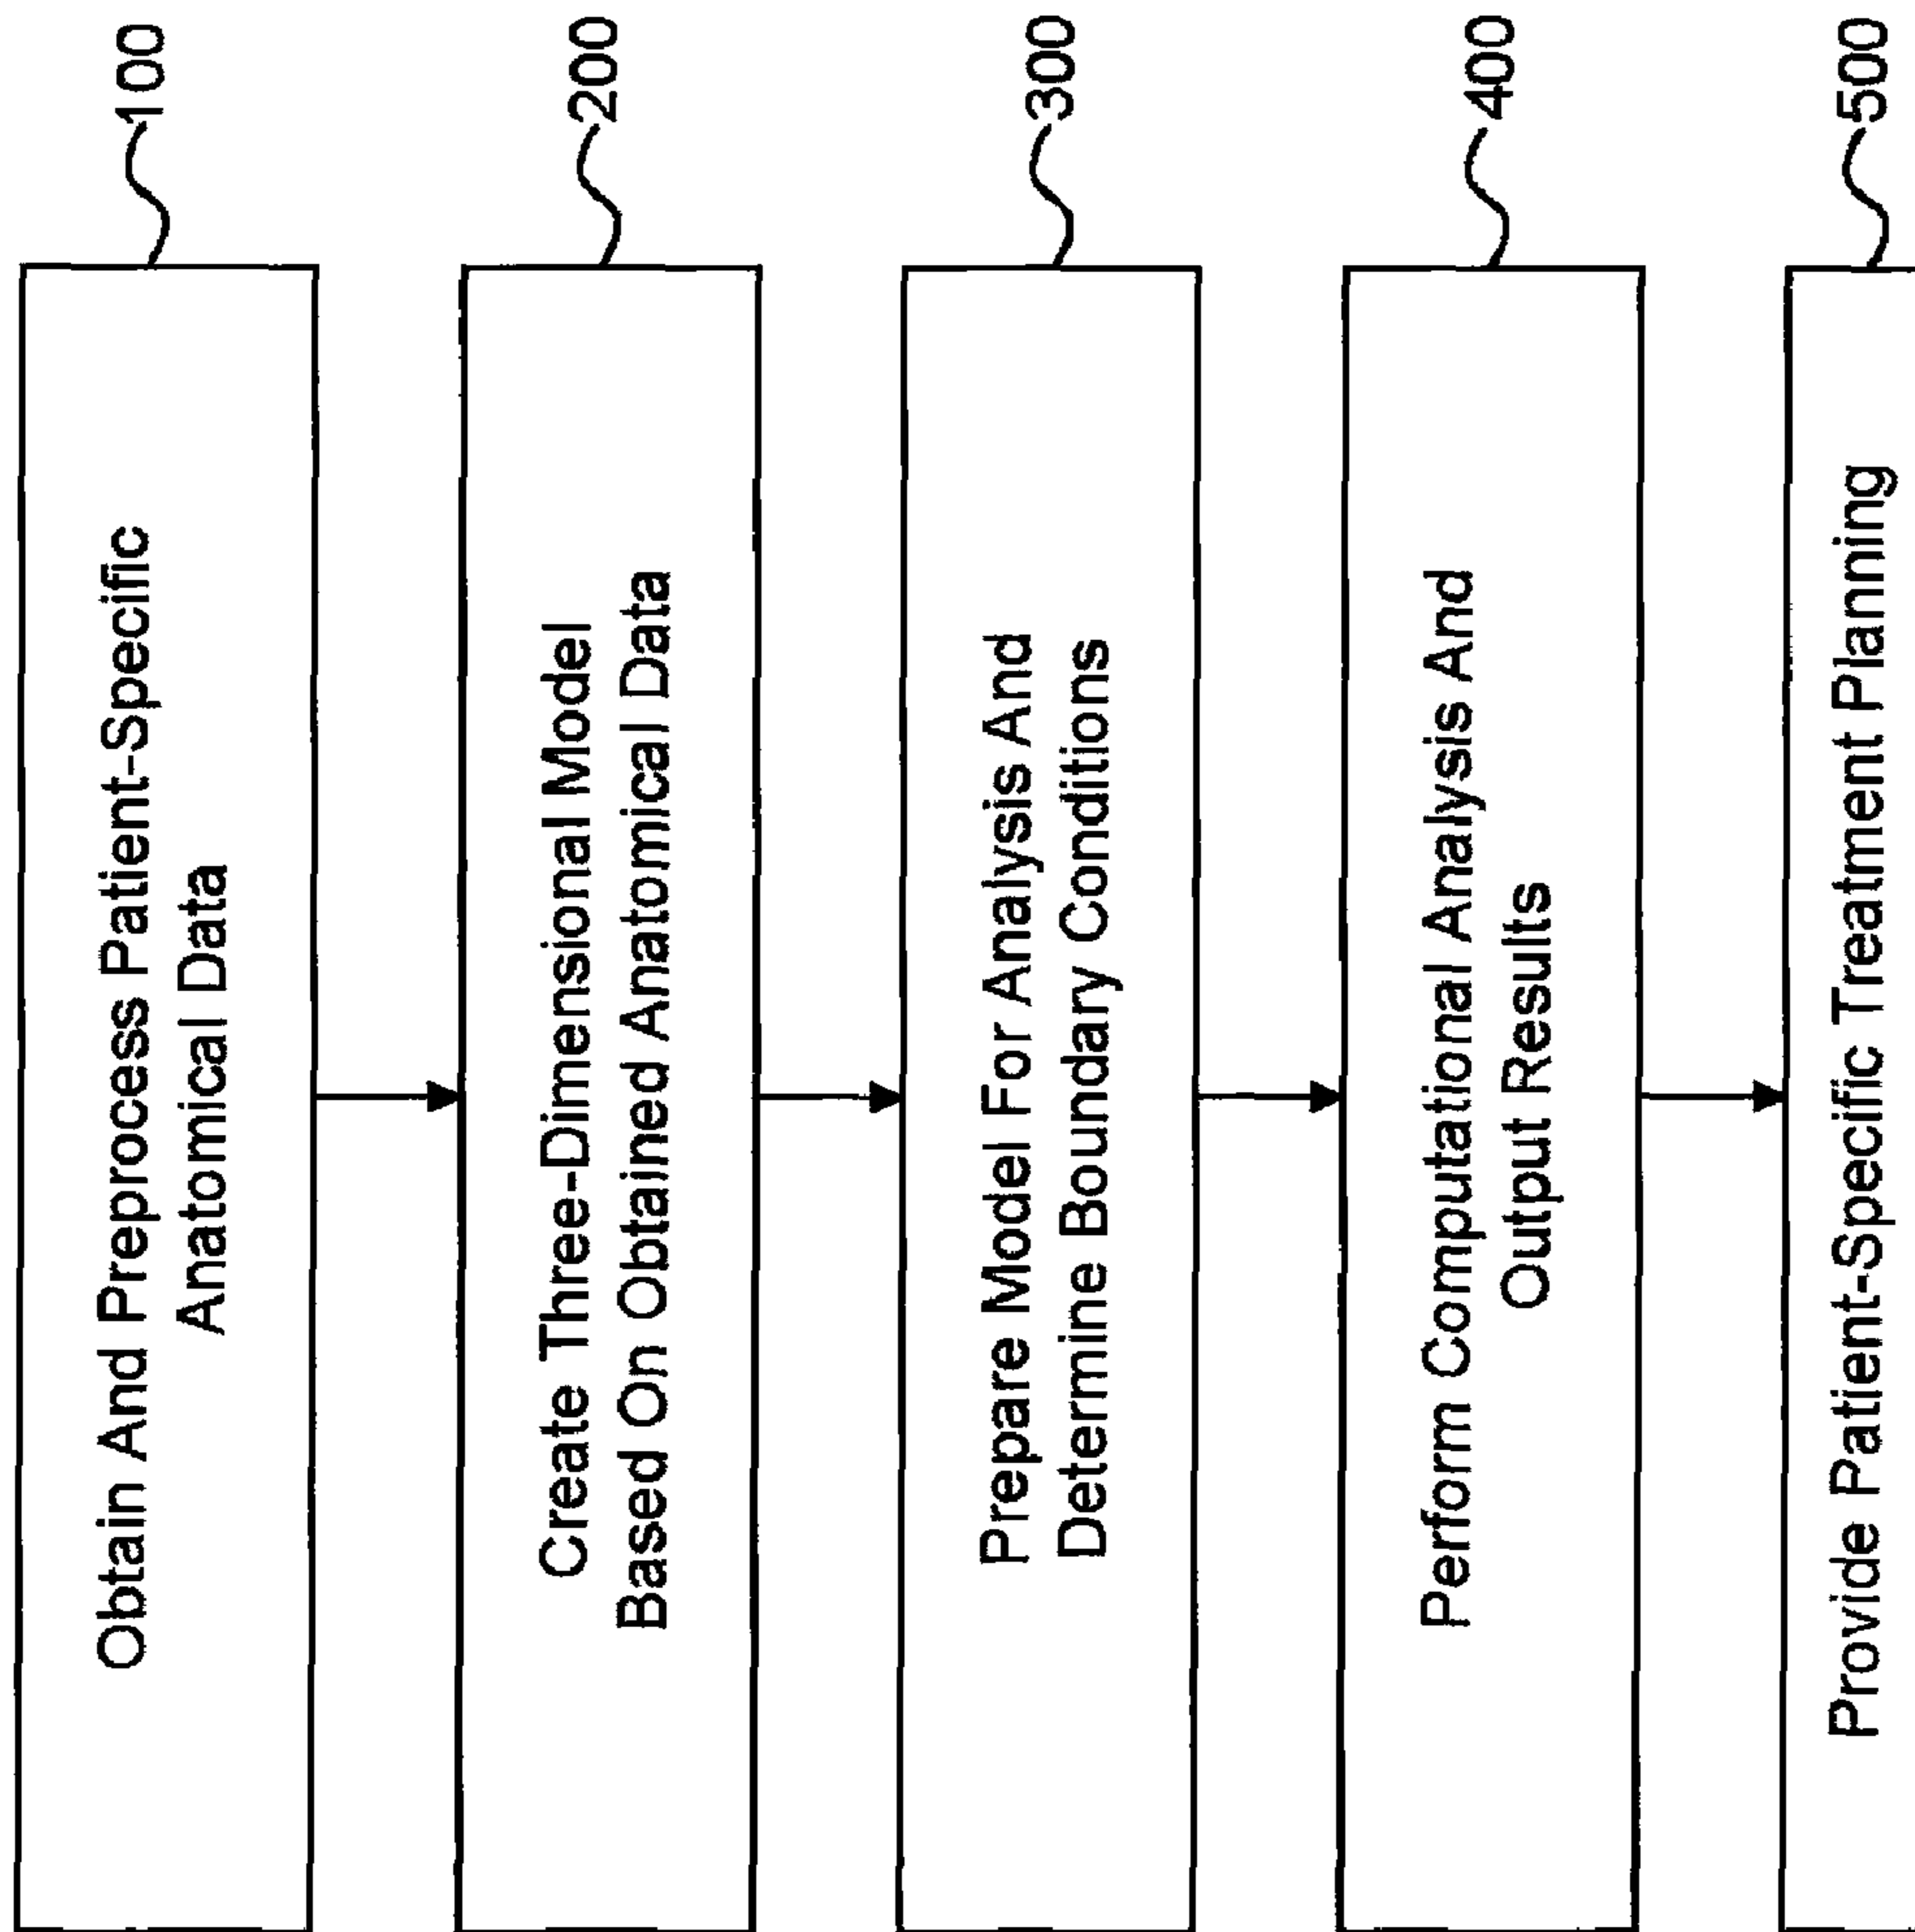 Obtain And Preprocess Patient-Specific
Anatomical Data
100
Create Three-Dimensional Model
Based On Obtained Anatomical Data
200
Prepare Model For Analysis And
Determine Boundary Conditions
300
Perform Computational Analysis And
Output Results
400
Provide Patient-Specific Treatment Planning
500